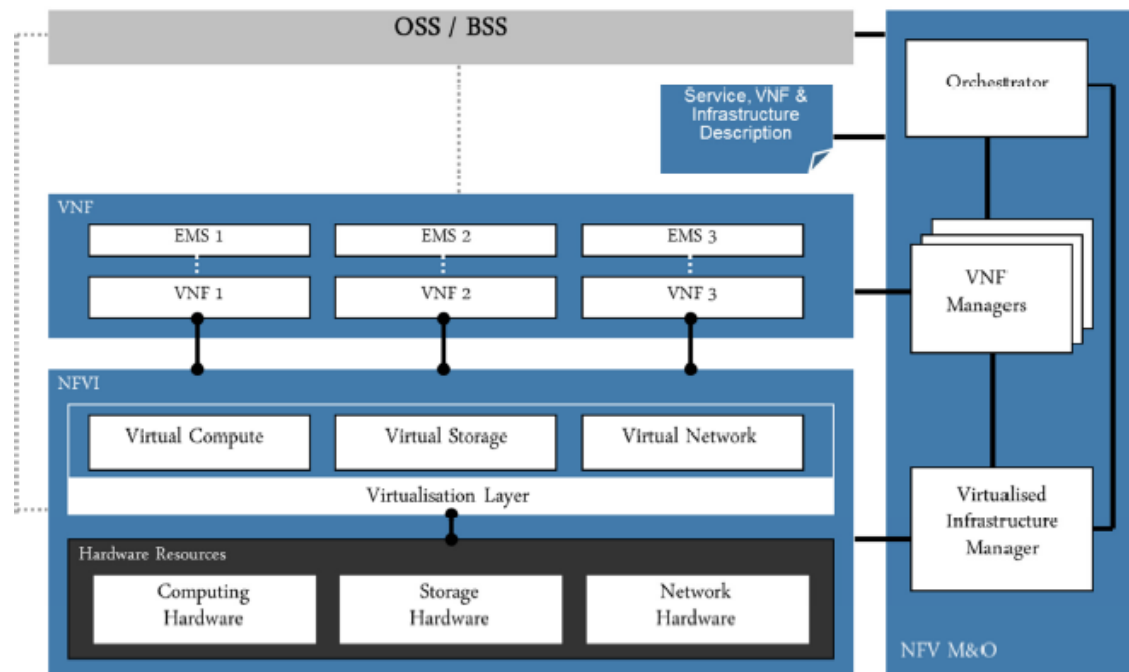 OSS / BSS
Orchestrator
Service, VNF &
Infrastructure
Description
VNF
EMS 1
EMS 2
EMS 3
VNF 1
VNF 2
VNF 3
VNF
Managers
NFVI
Virtual Compute
Virtual Storage
Virtual Network
Virtualisation Layer
Virtualised
Infrastructure
Manager
Hardware Resources
Computing
Hardware
Storage
Hardware
Network
Hardware
NFV M&O